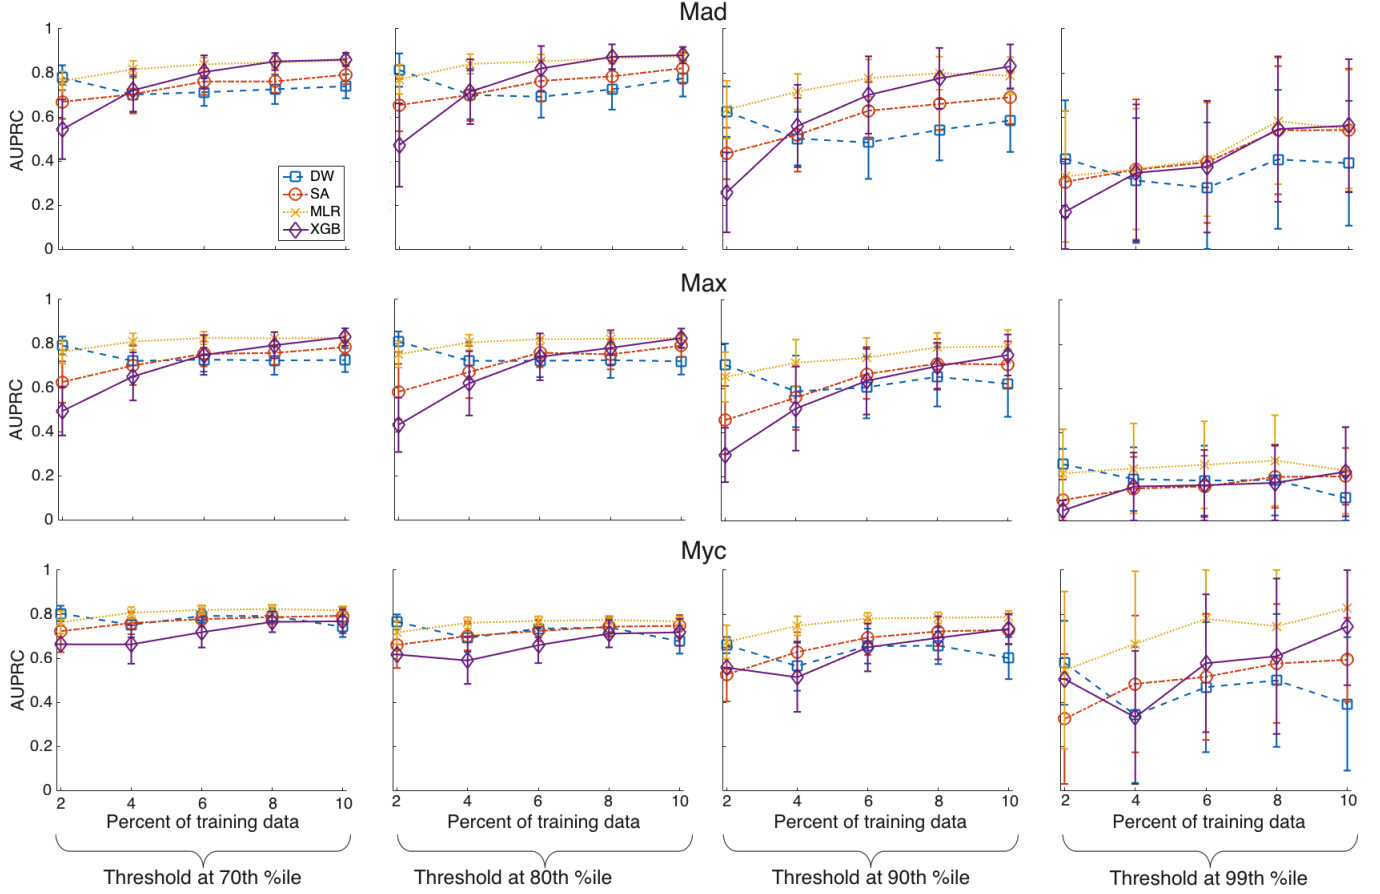 Mad
AUPRC
1
0.8
0.6
0.4
0.2
0
DW
SA
MLR
XGB
Max
AUPRC
1
0.8
0.6
0.4
0.2
0
Myc
AUPRC
1
0.8
0.6
0.4
0.2
0
2 4 6 8 10
2 4 6 8 10
2 4 6 8 10
2 4 6 8 10
Percent of training data
Percent of training data
Percent of training data
Percent of training data
Threshold at 70th %ile
Threshold at 80th %ile
Threshold at 90th %ile
Threshold at 99th %ile